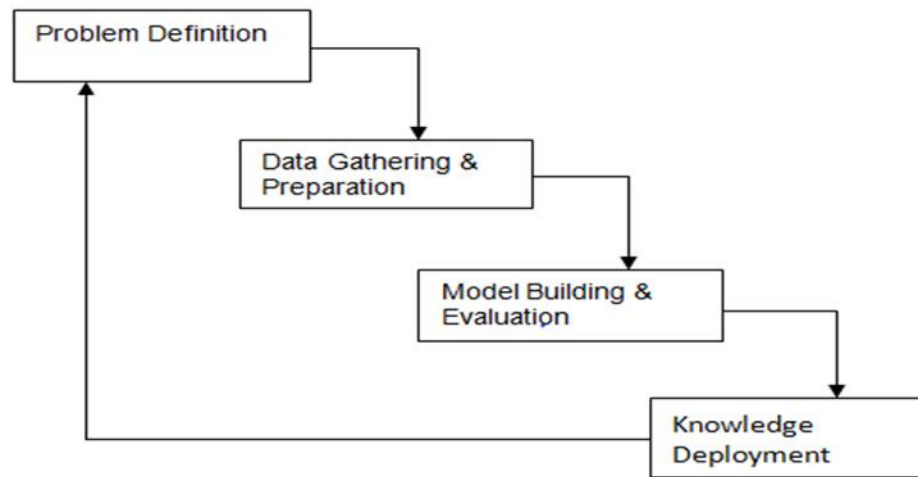 Problem Definition
Data Gathering &
Preparation
Model Building &
Evaluation
Knowledge
Deployment